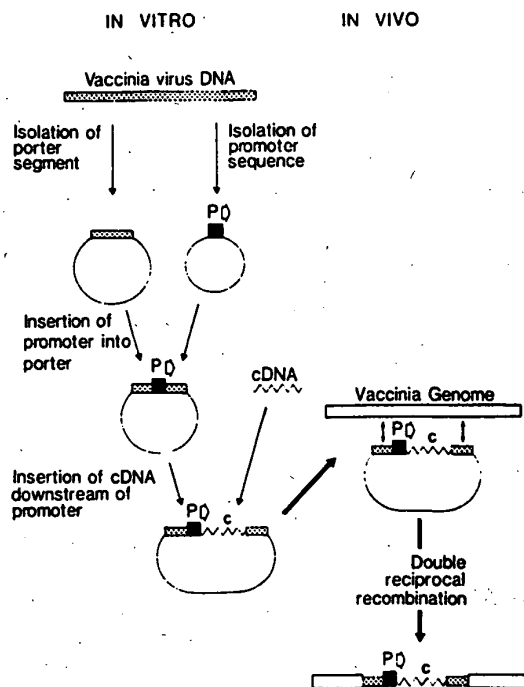 IN VITRO
IN VIVO
Vaccinia virus DNA
Isolation of
porter
segment
Isolation of
promoter
sequence
P
Insertion of
promoter into
porter
P
cDNA
Insertion of cDNA
downstream of
promoter
P
c
Vaccinia Genome
P
c
Double
reciprocal
recombination
P
c